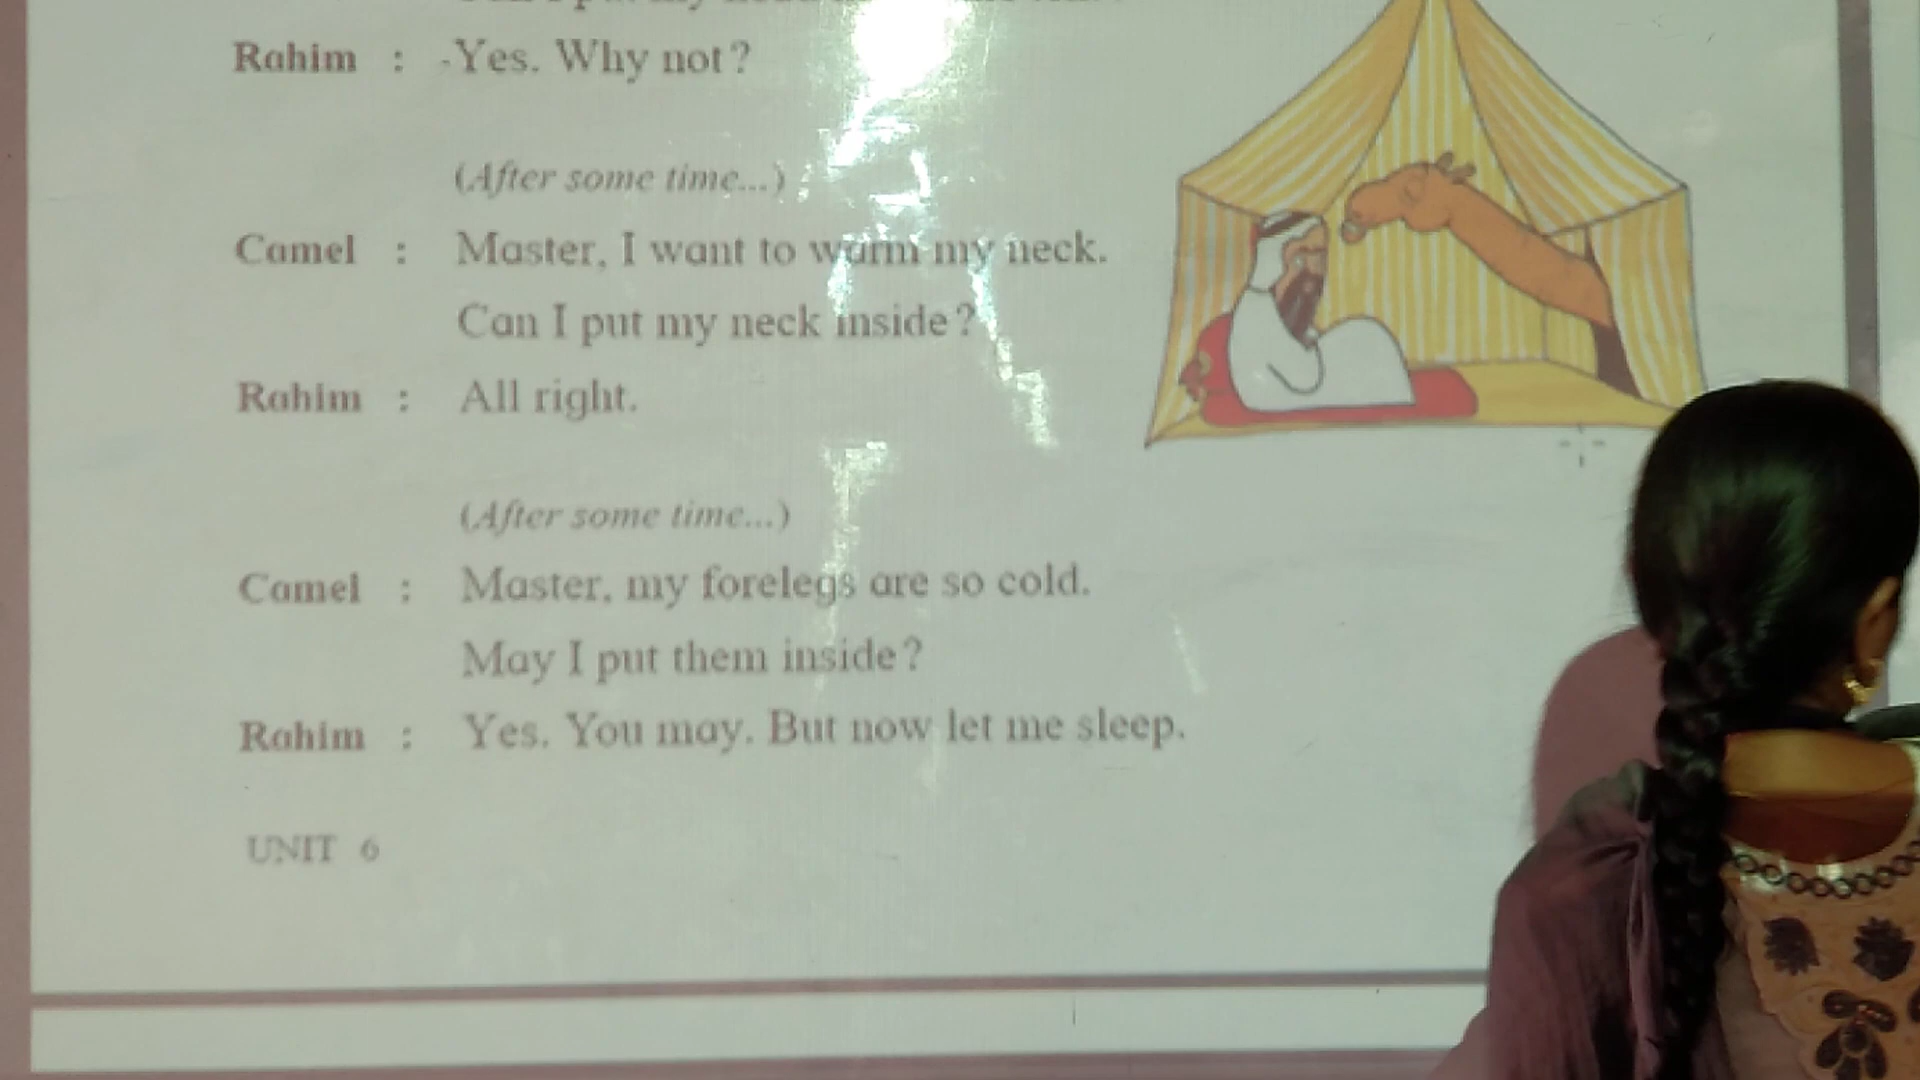 Rahim : -Yes. Why not?
(After some time...)
Camel : Master, I want to warm my neck.
Can I put my neck inside?
Rahim : All right.
(After some time...)
Camel : Master, my forelegs are so cold.
May I put them inside?
Rahim : Yes. You may. But now let me sleep.
UNIT 6